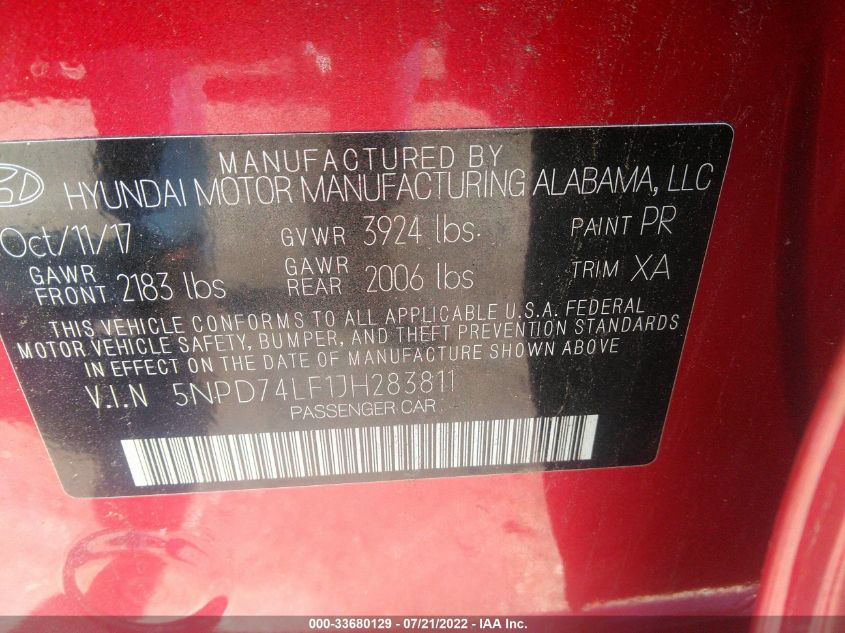 MANUFACTURED BY
HYUNDAI MOTOR MANUFACTURING ALABAMA, LLC
Oct/11/17 GVWR 3924 lbs. PAINT PR
GAWR FRONT 2183 lbs GAWR REAR 2006 lbs TRIM XA
THIS VEHICLE CONFORMS TO ALL APPLICABLE U.S.A. FEDERAL
MOTOR VEHICLE SAFETY, BUMPER, AND THEFT PREVENTION STANDARDS
IN EFFECT ON THE DATE OF MANUFACTURE SHOWN ABOVE
V.I.N 5NPD74LF1JH283811
PASSENGER CAR
000-33680129 - 07/21/2022 - IAA Inc.